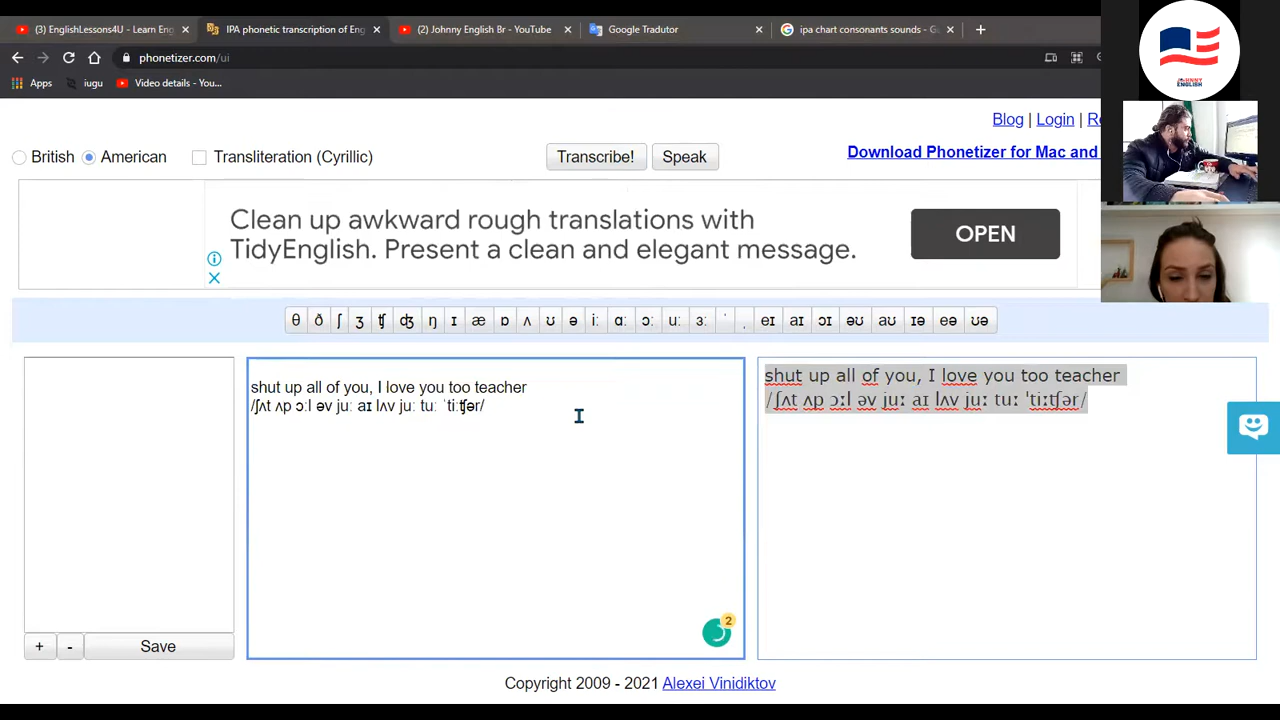 (3) EnglishLessons4U - Learn Eng
IPA phonetic transcription of Eng
(2) Johnny English Br - YouTube
Google Tradutor
ipa chart consonants sounds - Go
phonetizer.com/ui
Apps
iugu
Video details - You...
JOHNNY
ENGLISH
Blog | Login | Re
British
American
Transliteration (Cyrillic)
Transcribe!
Speak
Download Phonetizer for Mac and
Clean up awkward rough translations with
TidyEnglish. Present a clean and elegant message.
OPEN
θ ð ʃ ʒ ʧ ʤ ŋ ɪ æ ɒ ʌ ʊ ə iː ɑː ɔː uː ɜː ˈ ˌ eɪ aɪ ɔɪ əʊ aʊ ɪə eə ʊə
shut up all of you, I love you too teacher
/ʃʌt ʌp ɔːl əv juː aɪ lʌv juː tuː ˈtiːʧər/
shut up all of you, I love you too teacher
/ʃʌt ʌp ɔːl əv juː aɪ lʌv juː tuː ˈtiːʧər/
2
+
-
Save
Copyright 2009 - 2021 Alexei Vinidiktov